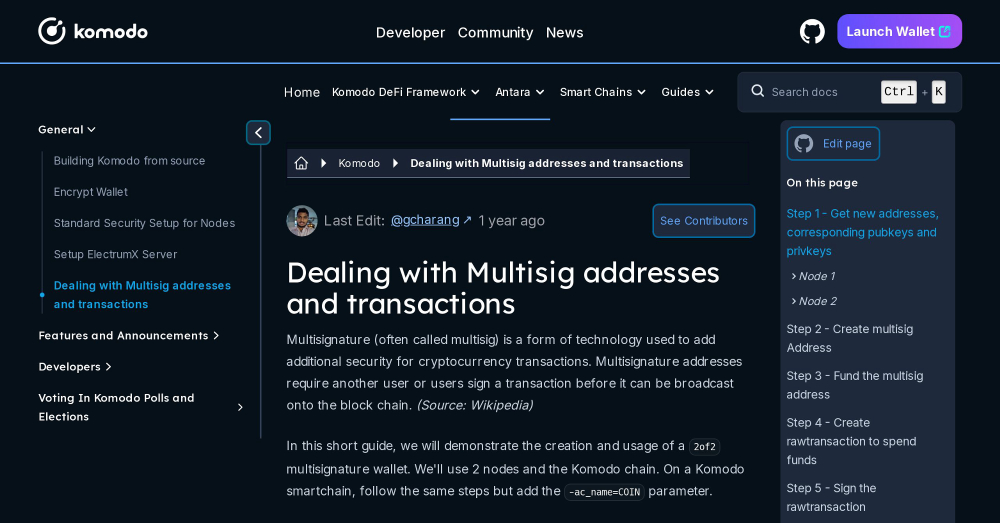 komodo
Developer Community News
Launch Wallet
Home Komodo DeFi Framework Antara Smart Chains Guides
Search docs Ctrl + K
General
Building Komodo from source
Encrypt Wallet
Standard Security Setup for Nodes
Setup ElectrumX Server
Dealing with Multisig addresses
and transactions
Features and Announcements
Developers
Voting In Komodo Polls and
Elections
Komodo Dealing with Multisig addresses and transactions
Last Edit: @gcharang ↗ 1 year ago
See Contributors
Dealing with Multisig addresses
and transactions
Multisignature (often called multisig) is a form of technology used to add
additional security for cryptocurrency transactions. Multisignature addresses
require another user or users sign a transaction before it can be broadcast
onto the block chain. (Source: Wikipedia)
In this short guide, we will demonstrate the creation and usage of a 2of2
multisignature wallet. We'll use 2 nodes and the Komodo chain. On a Komodo
smartchain, follow the same steps but add the -ac_name=COIN parameter.
Edit page
On this page
Step 1 - Get new addresses,
corresponding pubkeys and
privkeys
Node 1
Node 2
Step 2 - Create multisig
Address
Step 3 - Fund the multisig
address
Step 4 - Create
rawtransaction to spend
funds
Step 5 - Sign the
rawtransaction